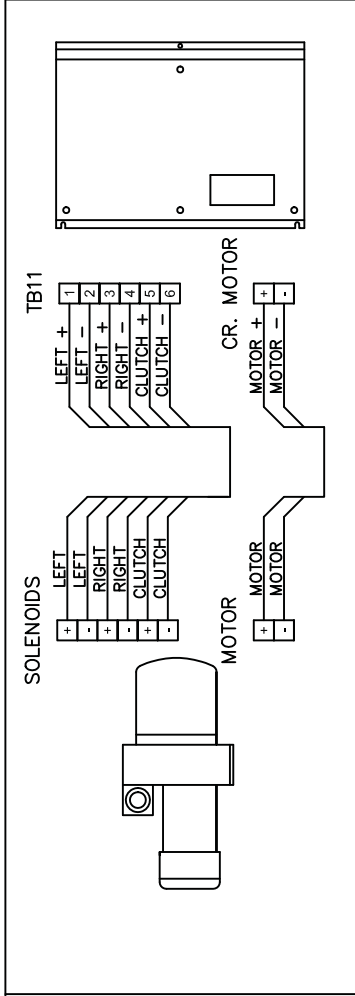 TB11
1 LEFT +
2 LEFT -
3 RIGHT +
4 RIGHT -
5 CLUTCH +
6 CLUTCH -
CR. MOTOR
+ MOTOR +
- MOTOR -
SOLENOIDS
+ LEFT
- LEFT
+ RIGHT
- RIGHT
+ CLUTCH
- CLUTCH
MOTOR
+ MOTOR
- MOTOR